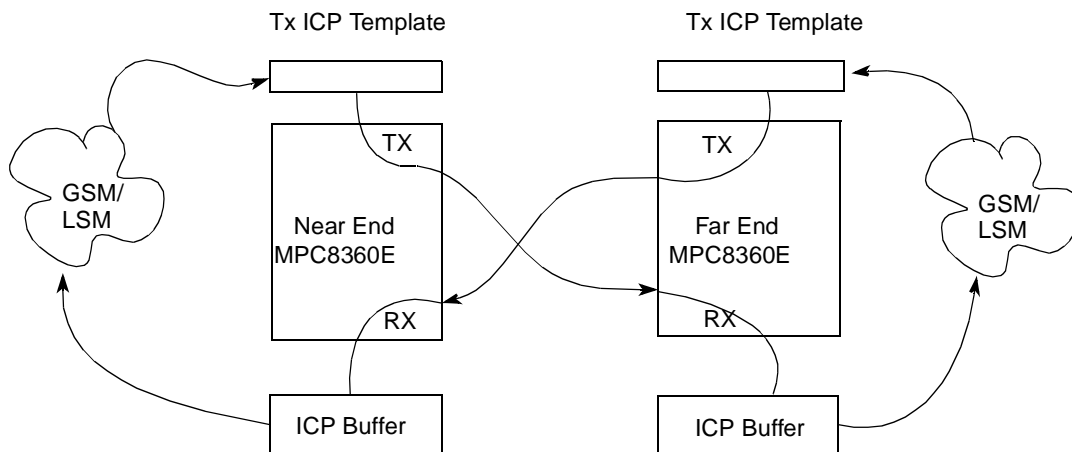 Tx ICP Template
Tx ICP Template
TX
TX
GSM/
LSM
Near End
MPC8360E
Far End
MPC8360E
GSM/
LSM
RX
RX
ICP Buffer
ICP Buffer